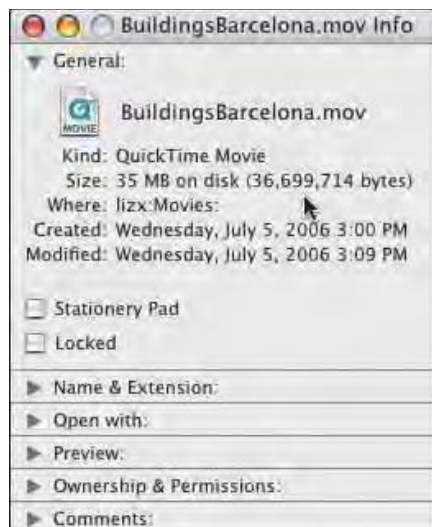 BuildingsBarcelona.mov Info
General:
MOVIE
BuildingsBarcelona.mov
Kind: QuickTime Movie
Size: 35 MB on disk (36,699,714 bytes)
Where: lizx:Movies:
Created: Wednesday, July 5, 2006 3:00 PM
Modified: Wednesday, July 5, 2006 3:09 PM
Stationery Pad
Locked
Name & Extension:
Open with:
Preview:
Ownership & Permissions:
Comments: